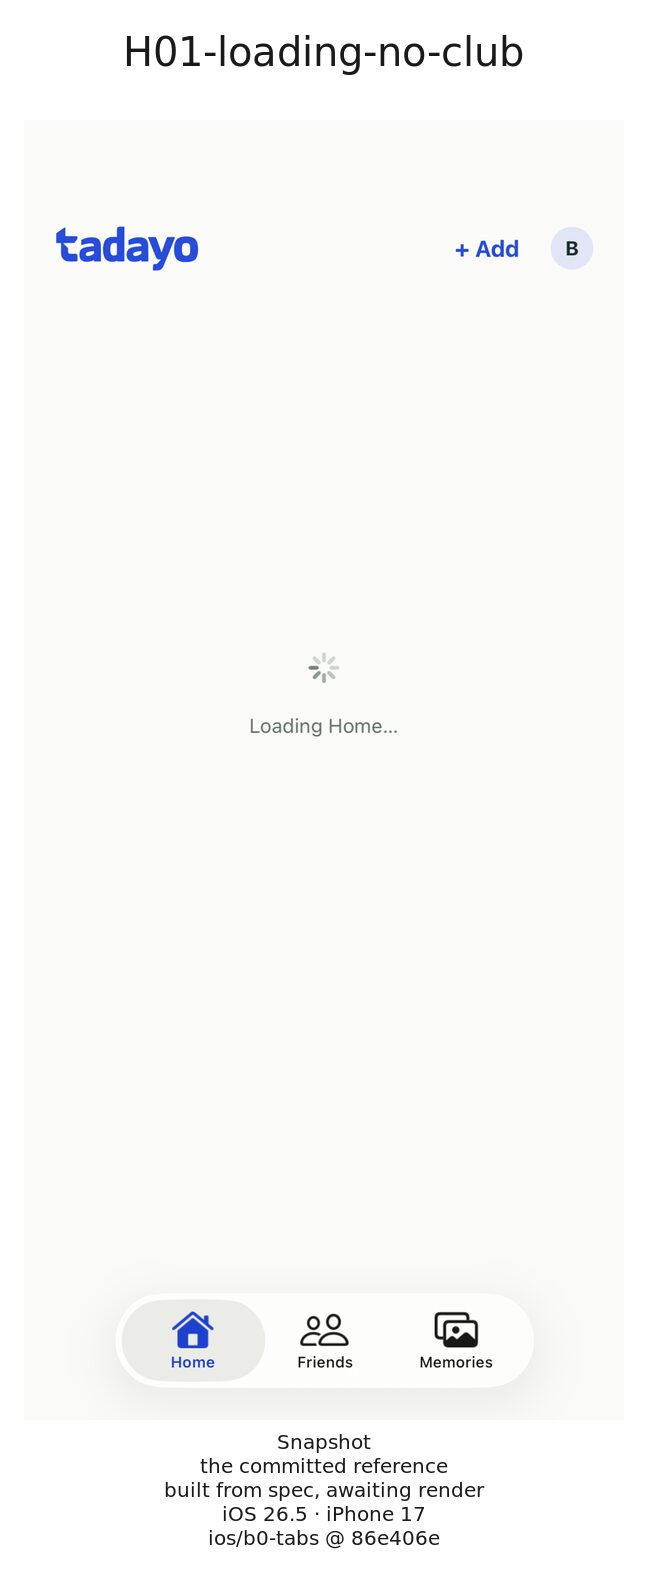 H01-loading-no-club
tadayo
+ Add
B
Loading Home...
Home
Friends
Memories
Snapshot
the committed reference
built from spec, awaiting render
iOS 26.5 · iPhone 17
ios/b0-tabs @ 86e406e